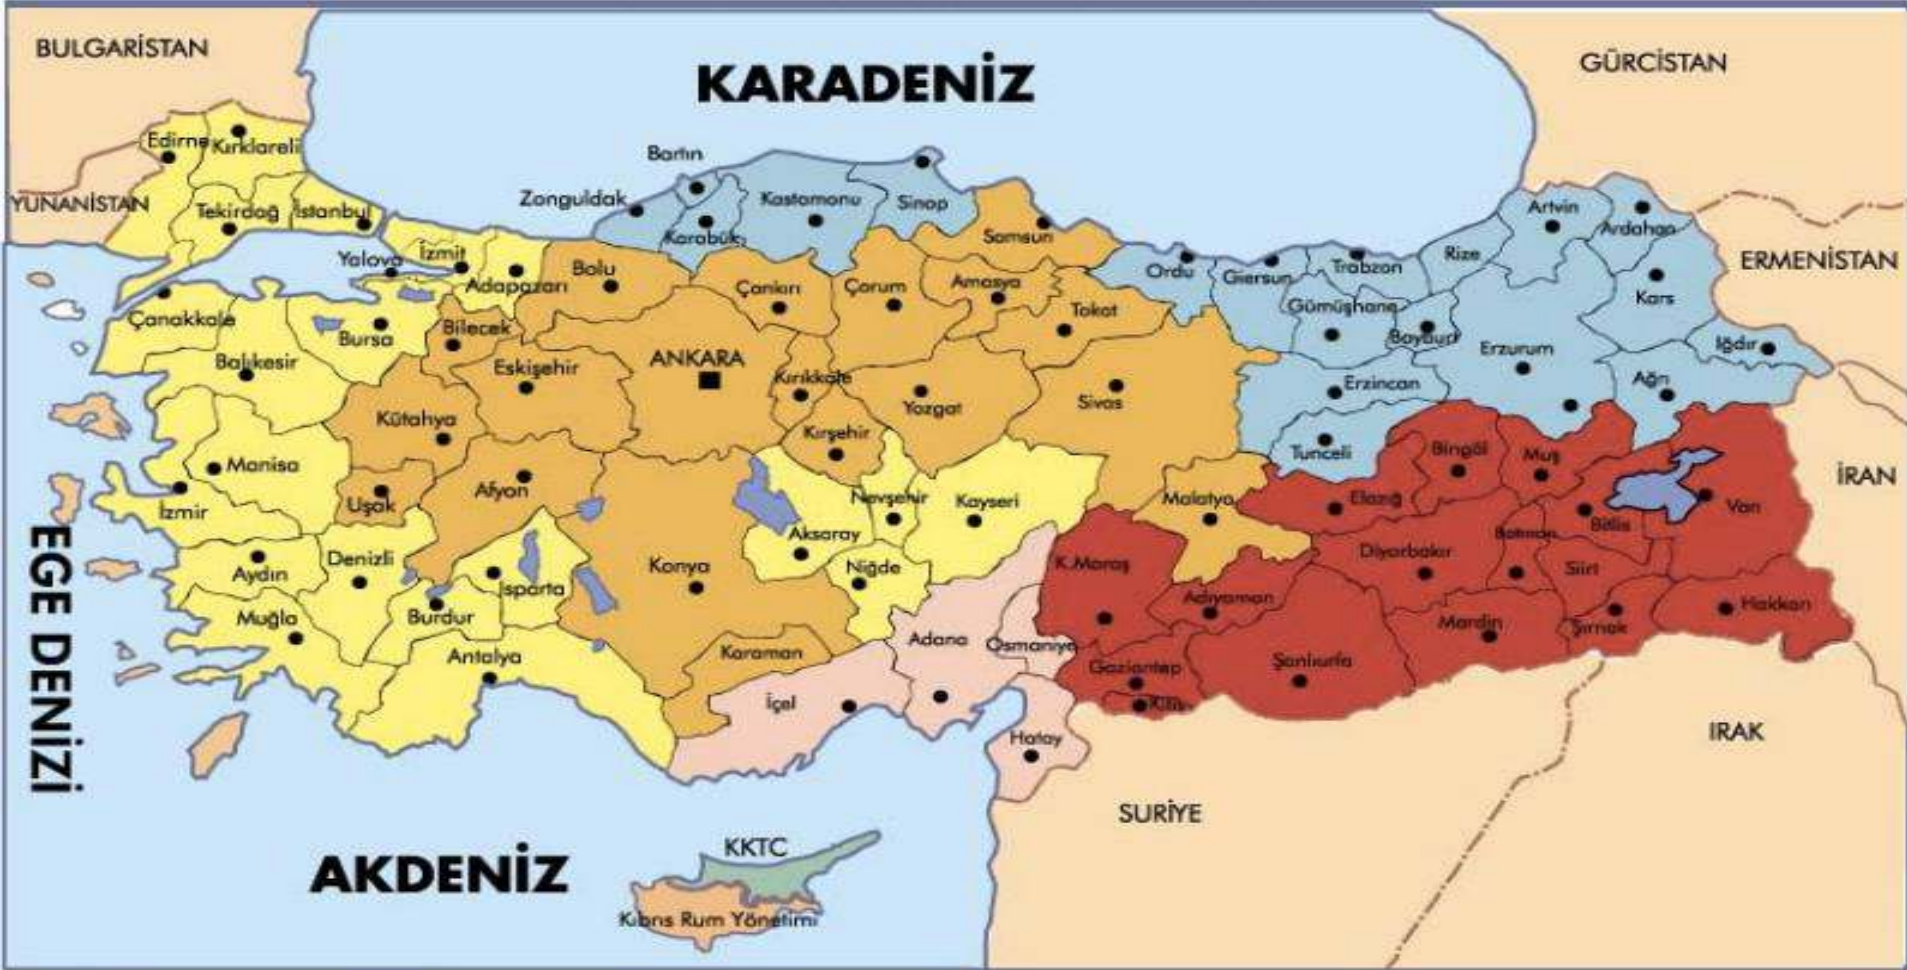 BULGARİSTAN
KARADENİZ
GÜRCİSTAN
Edirne
Kırklareli
Bartın
YUNANİSTAN
Tekirdağ
İstanbul
Zonguldak
Kastamonu
Sinop
Artvin
Ardahan
Karabük
Samsun
Yalova
İzmit
Adapazarı
Bolu
Ordu
Giersun
Trabzon
Rize
ERMENİSTAN
Çankırı
Çorum
Amasya
Tokat
Gümüşhane
Bayburt
Kars
Çanakkale
Bursa
Bilecek
Erzurum
Iğdır
Balıkesir
Eskişehir
ANKARA
Kırıkkale
Yozgat
Sivas
Erzincan
Ağrı
Kütahya
Kırşehir
Tunceli
Bingöl
Muş
Manisa
İRAN
İzmir
Uşak
Afyon
Nevşehir
Kayseri
Malatya
Elazığ
Van
Bitlis
EGE DENİZİ
Aydın
Denizli
Isparta
Konya
Aksaray
Niğde
K.Maraş
Diyarbakır
Batman
Siirt
Muğla
Burdur
Adıyaman
Mardin
Şırnak
Hakkarı
Antalya
Karaman
Adana
Osmaniye
Gaziantep
Şanlıurfa
İçel
Kilis
Hatay
IRAK
SURİYE
KKTC
AKDENİZ
Kıbrıs Rum Yönetimi